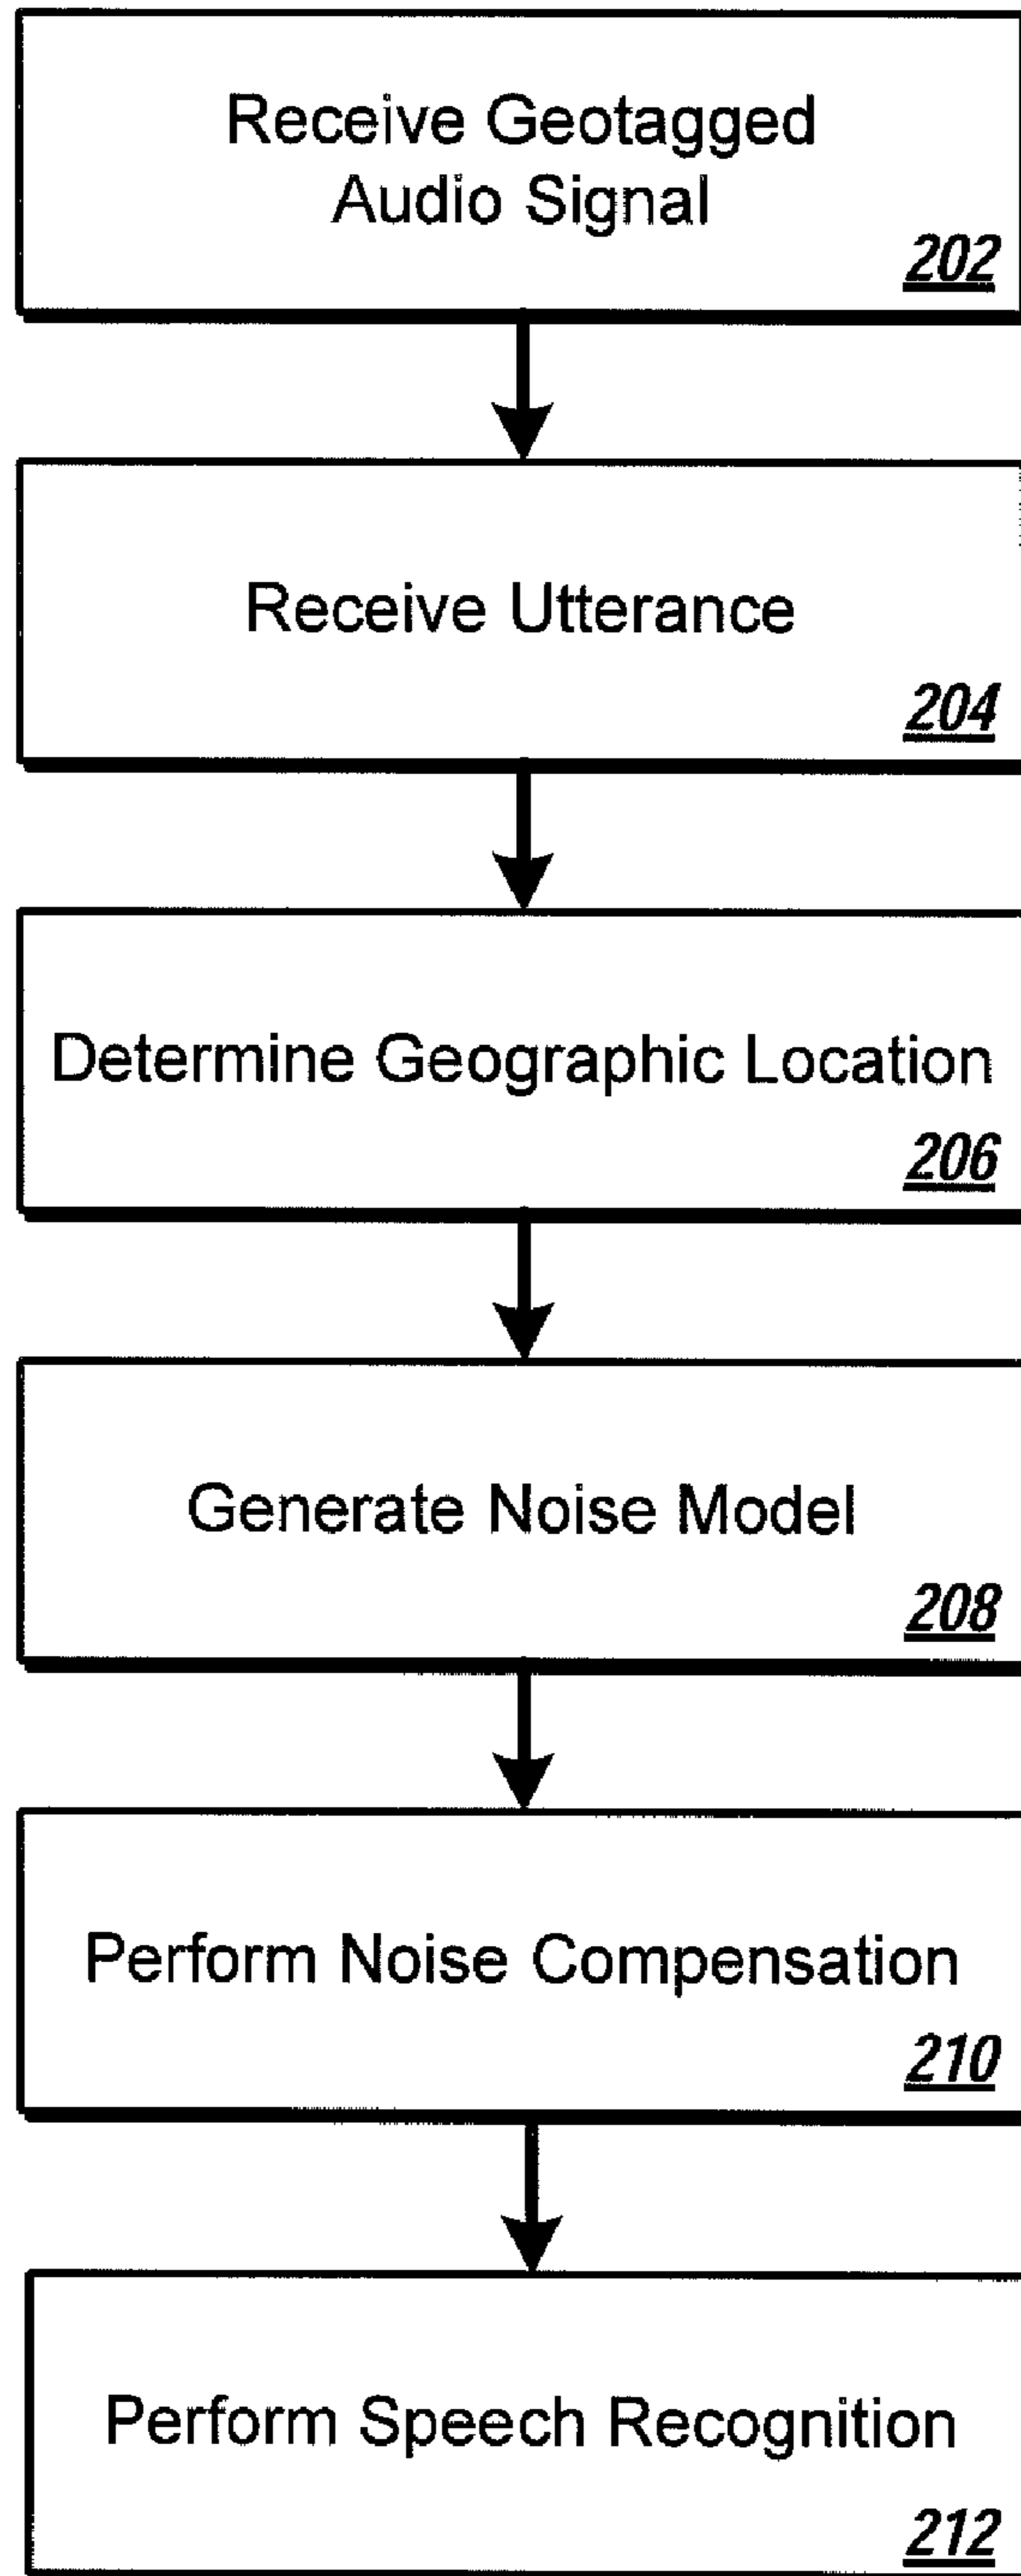 Receive Geotagged
Audio Signal
202
Receive Utterance
204
Determine Geographic Location
206
Generate Noise Model
208
Perform Noise Compensation
210
Perform Speech Recognition
212